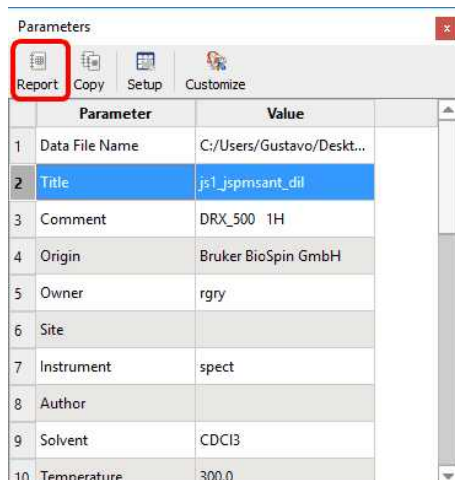 Parameters
x
Report Copy Setup Customize
Parameter Value
1 Data File Name C:/Users/Gustavo/Deskt...
2 Title js1_jspmsant_dil
3 Comment DRX_500 1H
4 Origin Bruker BioSpin GmbH
5 Owner rgry
6 Site
7 Instrument spect
8 Author
9 Solvent CDCl3
10 Temperature 300.0